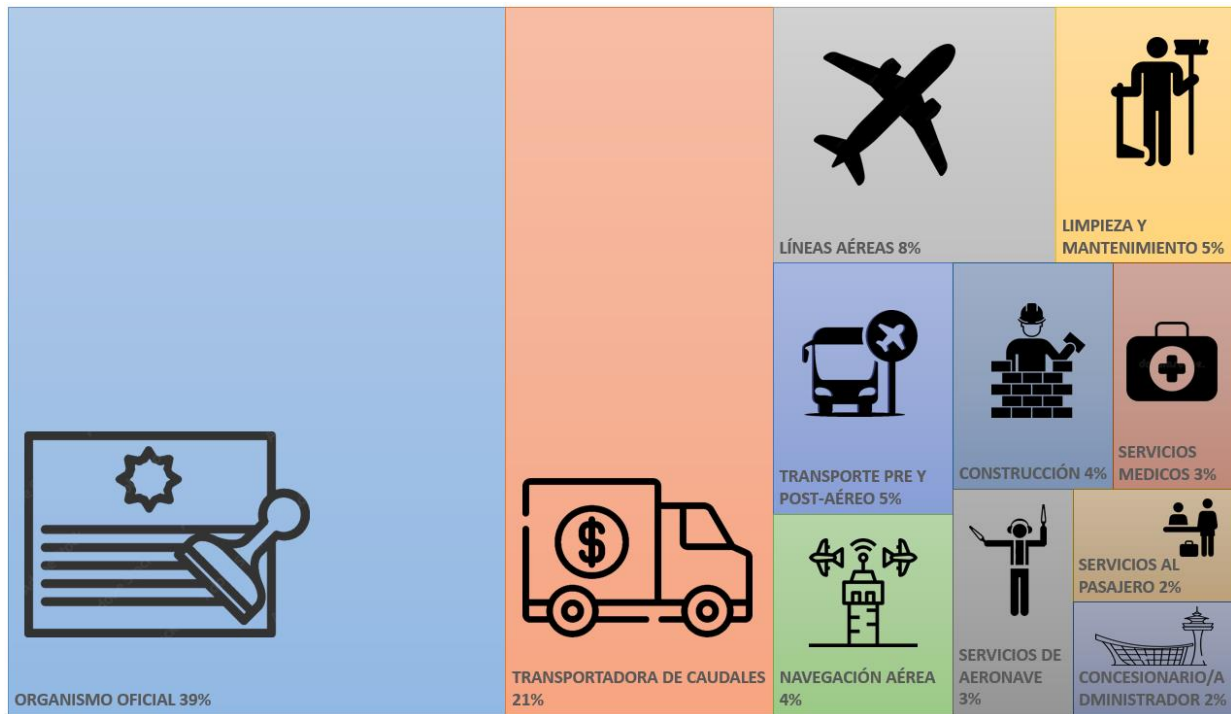 LÍNEAS AÉREAS 8%
LIMPIEZA Y
MANTENIMIENTO 5%
TRANSPORTE PRE Y
POST-AÉREO 5%
CONSTRUCCIÓN 4%
SERVICIOS
MEDICOS 3%
SERVICIOS AL
PASAJERO 2%
ORGANISMO OFICIAL 39%
$
TRANSPORTADORA DE CAUDALES
21%
NAVEGACIÓN AÉREA
4%
SERVICIOS DE
AERONAVE
3%
CONCESIONARIO/A
DMINISTRADOR 2%